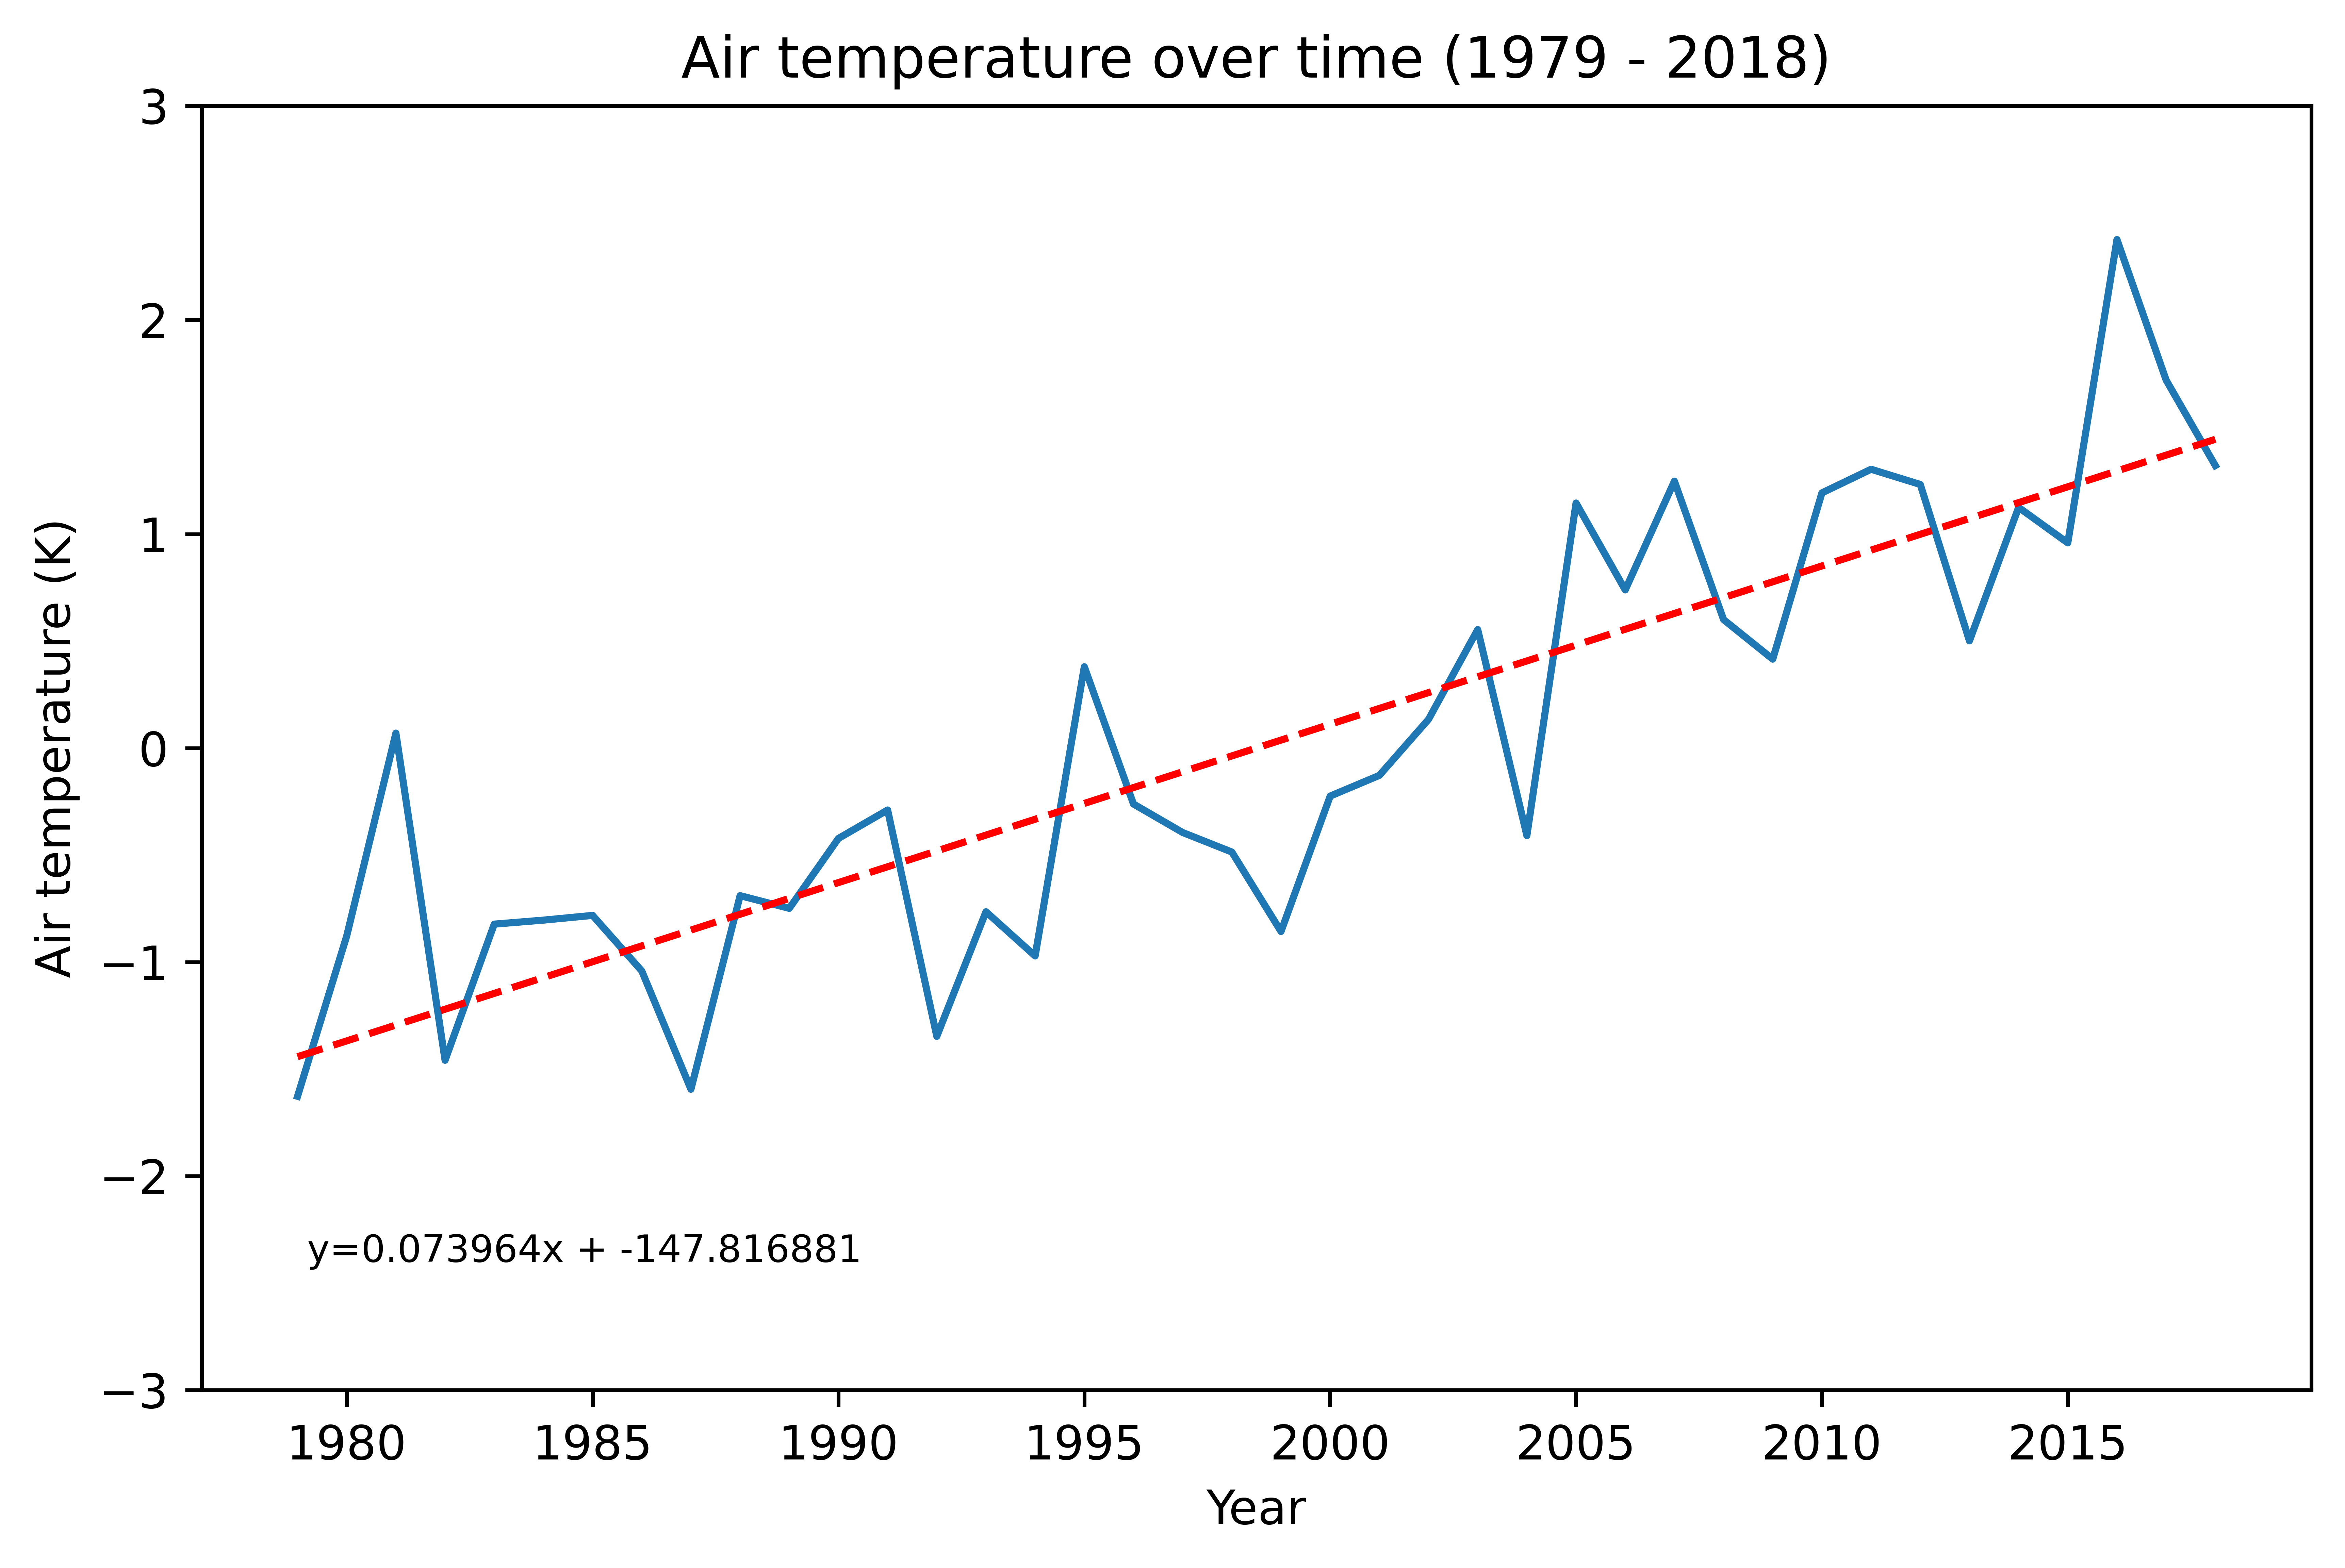 Air temperature over time (1979 - 2018)
Air temperature (K)
3
2
1
0
−1
−2
−3
y=0.073964x + -147.816881
1980 1985 1990 1995 2000 2005 2010 2015
Year